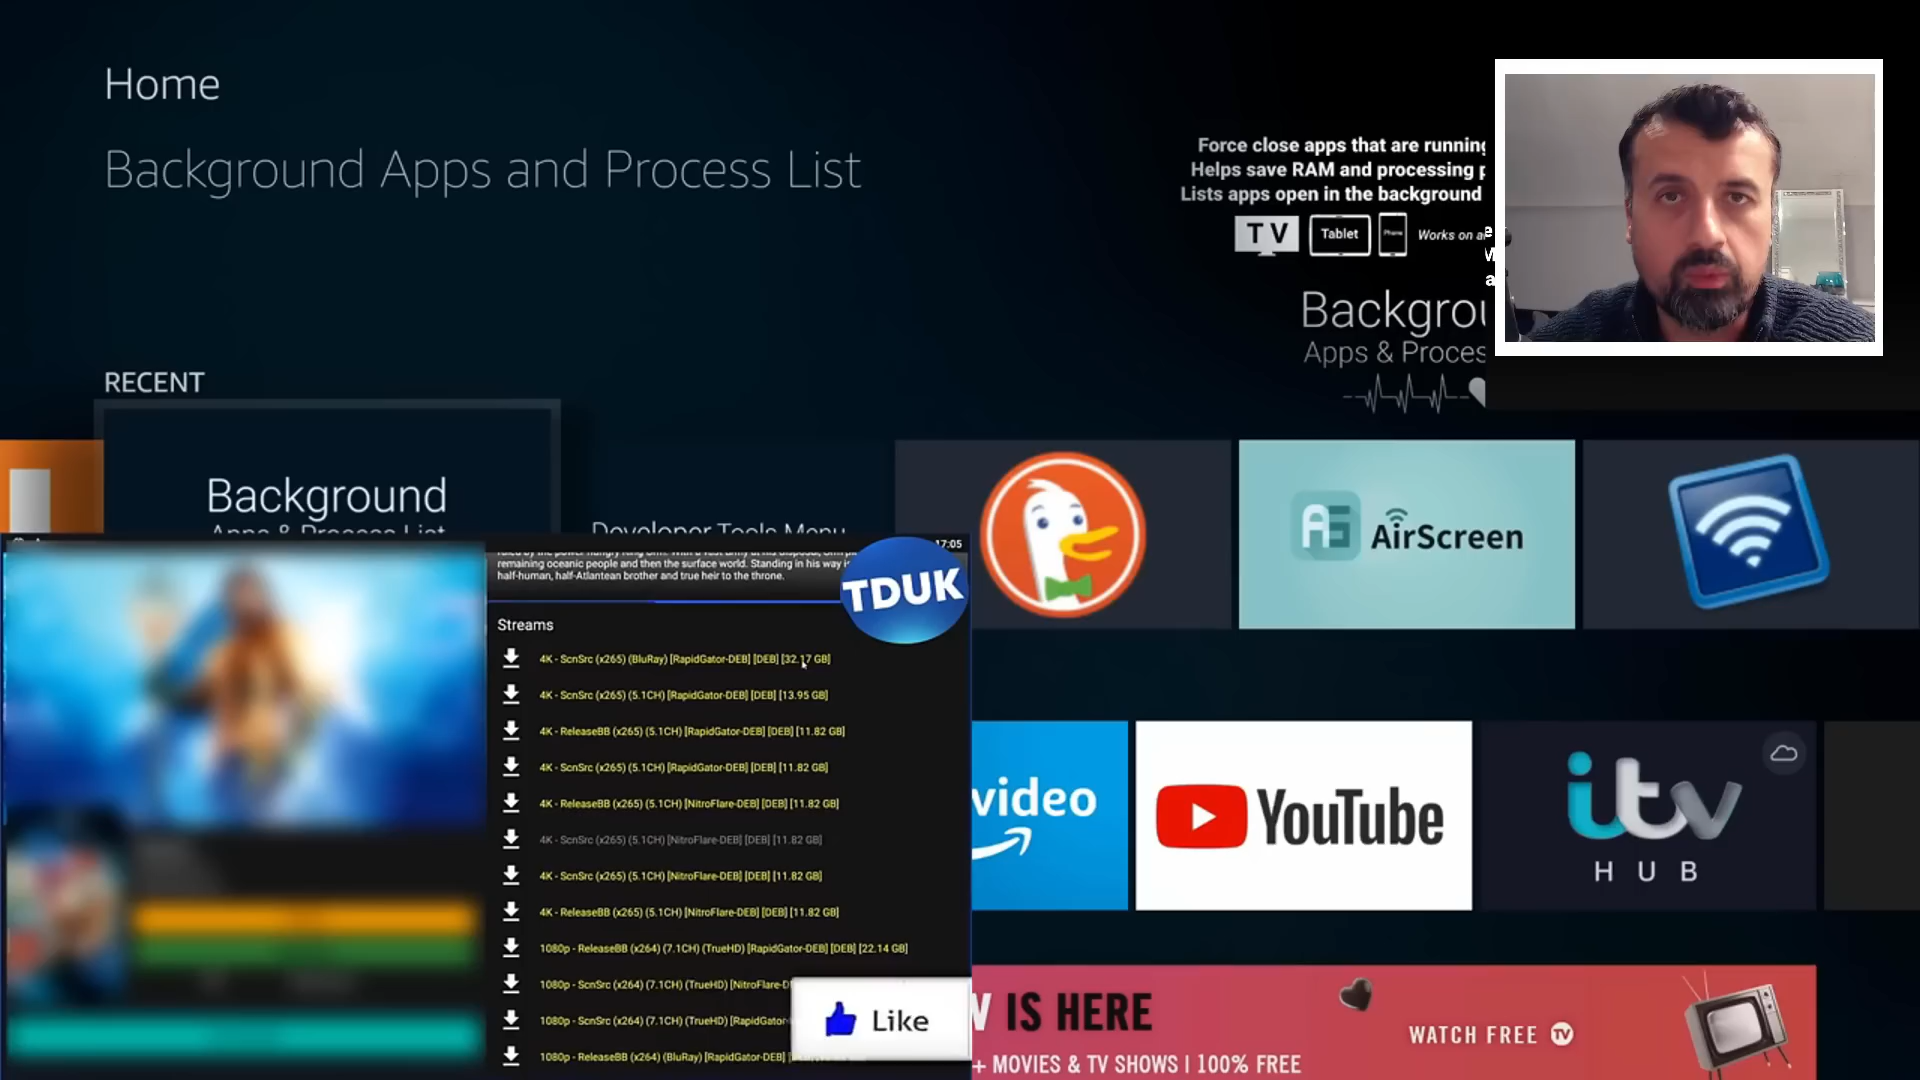 Home
Background Apps and Process List
Force close apps that are running
Helps save RAM and processing
Lists apps open in the background
TV
Tablet
Phone
Works on
Backgrou
Apps & Proces
RECENT
Background
Apps & Process List
Developer Tools Menu
AirScreen
17:05
remaining oceanic people and then the surface world. Standing in his way is
half-human, half-Atlantean brother and true heir to the throne.
TDUK
Streams
4K - ScnSrc (x265) (BluRay) [RapidGator-DEB] [DEB] [32.17 GB]
4K - ScnSrc (x265) (5.1CH) [RapidGator-DEB] [DEB] [13.95 GB]
4K - ReleaseBB (x265) (5.1CH) [RapidGator-DEB] [DEB] [11.82 GB]
4K - ScnSrc (x265) (5.1CH) [RapidGator-DEB] [DEB] [11.82 GB]
4K - ReleaseBB (x265) (5.1CH) [NitroFlare-DEB] [DEB] [11.82 GB]
4K - ScnSrc (x265) (5.1CH) [NitroFlare-DEB] [DEB] [11.82 GB]
4K - ScnSrc (x265) (5.1CH) [NitroFlare-DEB] [DEB] [11.82 GB]
4K - ReleaseBB (x265) (5.1CH) [NitroFlare-DEB] [DEB] [11.82 GB]
1080p - ReleaseBB (x264) (7.1CH) (TrueHD) [RapidGator-DEB] [DEB] [22.14 GB]
1080p - ScnSrc (x264) (7.1CH) (TrueHD) [NitroFlare-D
1080p - ScnSrc (x264) (7.1CH) (TrueHD) [RapidGator
1080p - ReleaseBB (x264) (BluRay) [RapidGator-DEB]
Like
video
YouTube
itv
HUB
IS HERE
+ MOVIES & TV SHOWS | 100% FREE
WATCH FREE TV